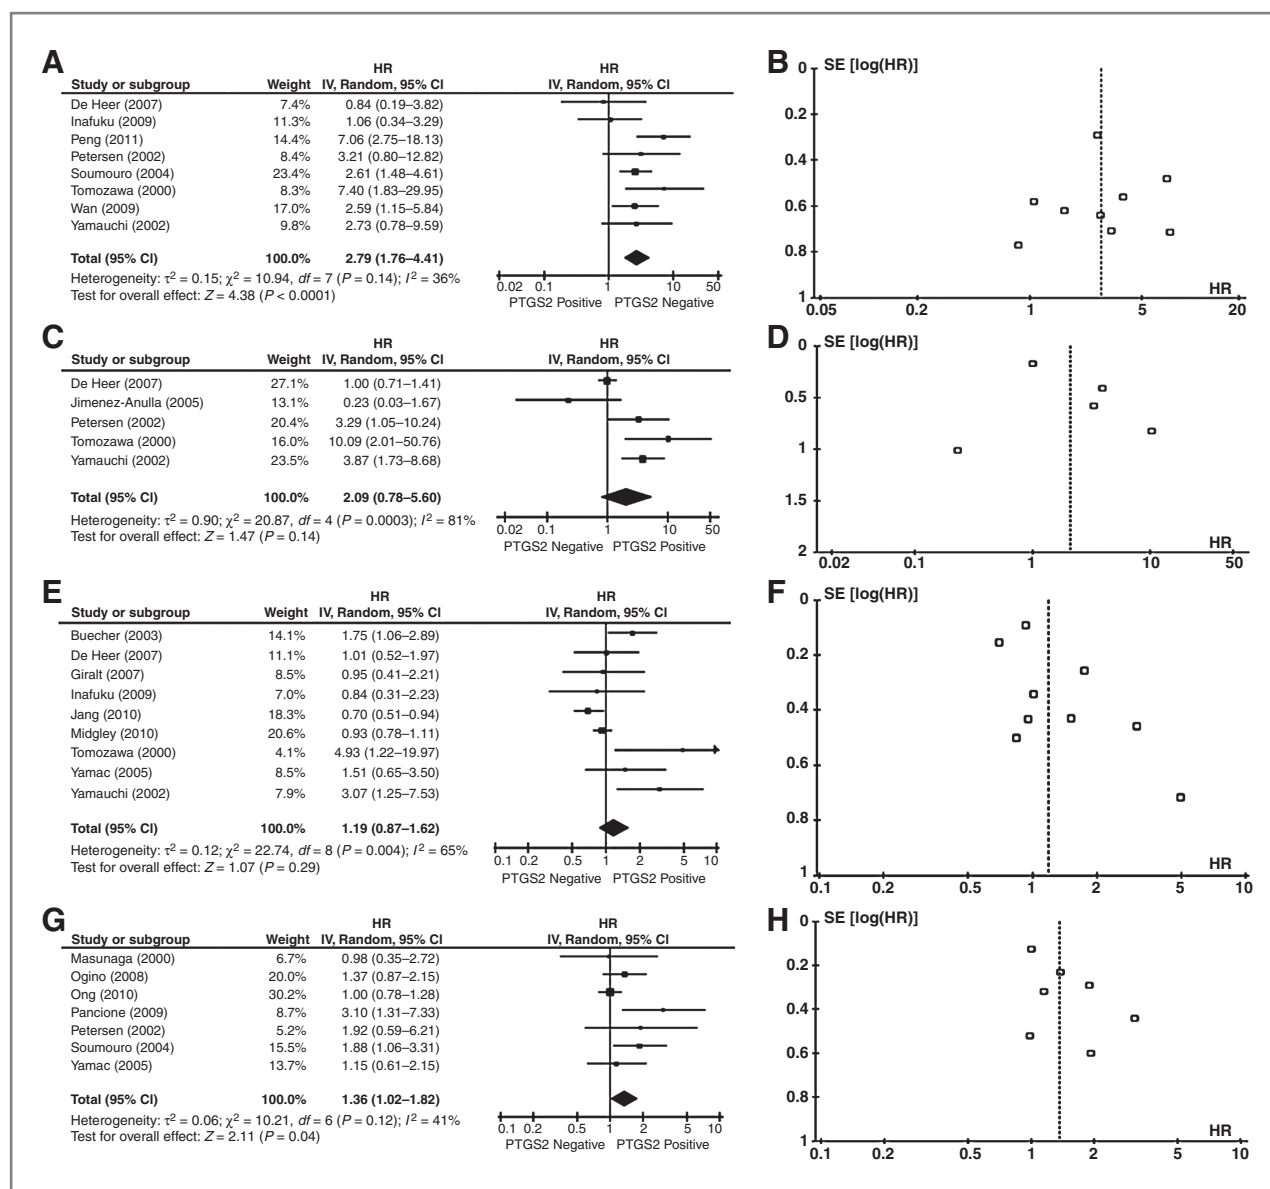 A
HR HR
Study or subgroup Weight IV, Random, 95% CI IV, Random, 95% CI
De Heer (2007) 7.4% 0.84 (0.19–3.82)
Inafuku (2009) 11.3% 1.06 (0.34–3.29)
Peng (2011) 14.4% 7.06 (2.75–18.13)
Petersen (2002) 8.4% 3.21 (0.80–12.82)
Soumouro (2004) 23.4% 2.61 (1.48–4.61)
Tomozawa (2000) 8.3% 7.40 (1.83–29.95)
Wan (2009) 17.0% 2.59 (1.15–5.84)
Yamauchi (2002) 9.8% 2.73 (0.78–9.59)
Total (95% CI) 100.0% 2.79 (1.76–4.41)
Heterogeneity: τ² = 0.15; χ² = 10.94, df = 7 (P = 0.14); I² = 36%
Test for overall effect: Z = 4.38 (P < 0.0001)
0.02 0.1 1 10 50
PTGS2 Positive PTGS2 Negative
B
SE [log(HR)]
0
0.2
0.4
0.6
0.8
1
HR
0.05 0.2 1 5 20
C
HR HR
Study or subgroup Weight IV, Random, 95% CI IV, Random, 95% CI
De Heer (2007) 27.1% 1.00 (0.71–1.41)
Jimenez-Anulla (2005) 13.1% 0.23 (0.03–1.67)
Petersen (2002) 20.4% 3.29 (1.05–10.24)
Tomozawa (2000) 16.0% 10.09 (2.01–50.76)
Yamauchi (2002) 23.5% 3.87 (1.73–8.68)
Total (95% CI) 100.0% 2.09 (0.78–5.60)
Heterogeneity: τ² = 0.90; χ² = 20.87, df = 4 (P = 0.0003); I² = 81%
Test for overall effect: Z = 1.47 (P = 0.14)
0.02 0.1 1 10 50
PTGS2 Negative PTGS2 Positive
D
SE [log(HR)]
0
0.5
1
1.5
2
HR
0.02 0.1 1 10 50
E
HR HR
Study or subgroup Weight IV, Random, 95% CI IV, Random, 95% CI
Buecher (2003) 14.1% 1.75 (1.06–2.89)
De Heer (2007) 11.1% 1.01 (0.52–1.97)
Giralt (2007) 8.5% 0.95 (0.41–2.21)
Inafuku (2009) 7.0% 0.84 (0.31–2.23)
Jang (2010) 18.3% 0.70 (0.51–0.94)
Midgley (2010) 20.6% 0.93 (0.78–1.11)
Tomozawa (2000) 4.1% 4.93 (1.22–19.97)
Yamac (2005) 8.5% 1.51 (0.65–3.50)
Yamauchi (2002) 7.9% 3.07 (1.25–7.53)
Total (95% CI) 100.0% 1.19 (0.87–1.62)
Heterogeneity: τ² = 0.12; χ² = 22.74, df = 8 (P = 0.004); I² = 65%
Test for overall effect: Z = 1.07 (P = 0.29)
0.1 0.2 0.5 1 2 5 10
PTGS2 Negative PTGS2 Positive
F
SE [log(HR)]
0
0.2
0.4
0.6
0.8
1
HR
0.1 0.2 0.5 1 2 5 10
G
HR HR
Study or subgroup Weight IV, Random, 95% CI IV, Random, 95% CI
Masunaga (2000) 6.7% 0.98 (0.35–2.72)
Ogino (2008) 20.0% 1.37 (0.87–2.15)
Ong (2010) 30.2% 1.00 (0.78–1.28)
Pancione (2009) 8.7% 3.10 (1.31–7.33)
Petersen (2002) 5.2% 1.92 (0.59–6.21)
Soumouro (2004) 15.5% 1.88 (1.06–3.31)
Yamac (2005) 13.7% 1.15 (0.61–2.15)
Total (95% CI) 100.0% 1.36 (1.02–1.82)
Heterogeneity: τ² = 0.06; χ² = 10.21, df = 6 (P = 0.12); I² = 41%
Test for overall effect: Z = 2.11 (P = 0.04)
0.1 0.2 0.5 1 2 5 10
PTGS2 Negative PTGS2 Positive
H
SE [log(HR)]
0
0.2
0.4
0.6
0.8
1
HR
0.1 0.2 0.5 1 2 5 10